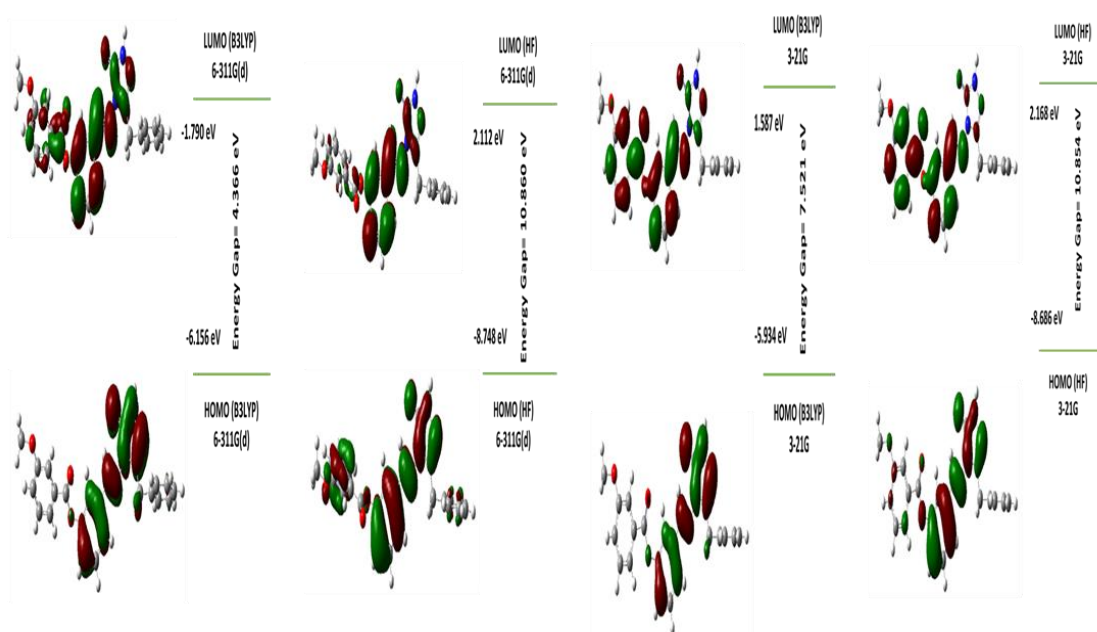 LUMO (B3LYP)
6-311G(d)
-1.790 eV
Energy Gap= 4.366 eV
-6.156 eV
HOMO (B3LYP)
6-311G(d)
LUMO (HF)
6-311G(d)
2.112 eV
Energy Gap= 10.860 eV
-8.748 eV
HOMO (HF)
6-311G(d)
LUMO (B3LYP)
3-21G
1.587 eV
Energy Gap= 7.521 eV
-5.934 eV
HOMO (B3LYP)
3-21G
LUMO (HF)
3-21G
2.168 eV
Energy Gap= 10.854 eV
-8.686 eV
HOMO (HF)
3-21G